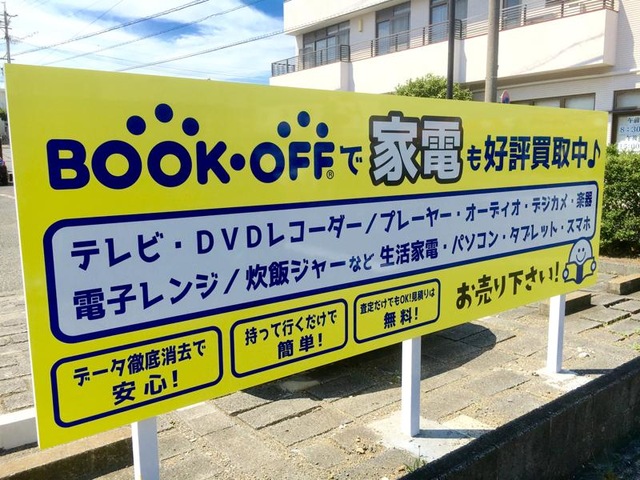 BOOK・OFF®で家電も好評買取中♪
テレビ・DVDレコーダー/プレーヤー・オーディオ・デジカメ・楽器
電子レンジ/炊飯ジャーなど生活家電・パソコン・タブレット・スマホ
お売り下さい!
データ徹底消去で
安心!
持って行くだけで
簡単!
査定だけでもOK!見積りは
無料!